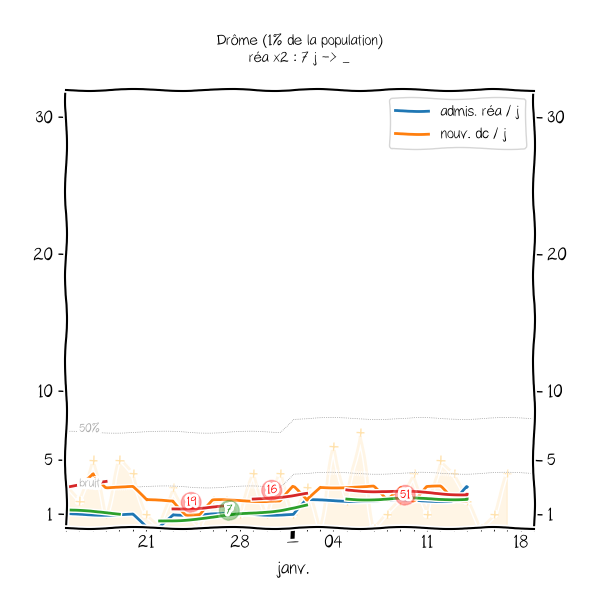 Drôme (1% de la population)
réa x2 : 7 j -> _
admis. réa / j
nouv. dc / j
30 30
20 20
10 10
50%
5 5
bruit
19 7 16 51
1 1
21 28 04 11 18
janv.